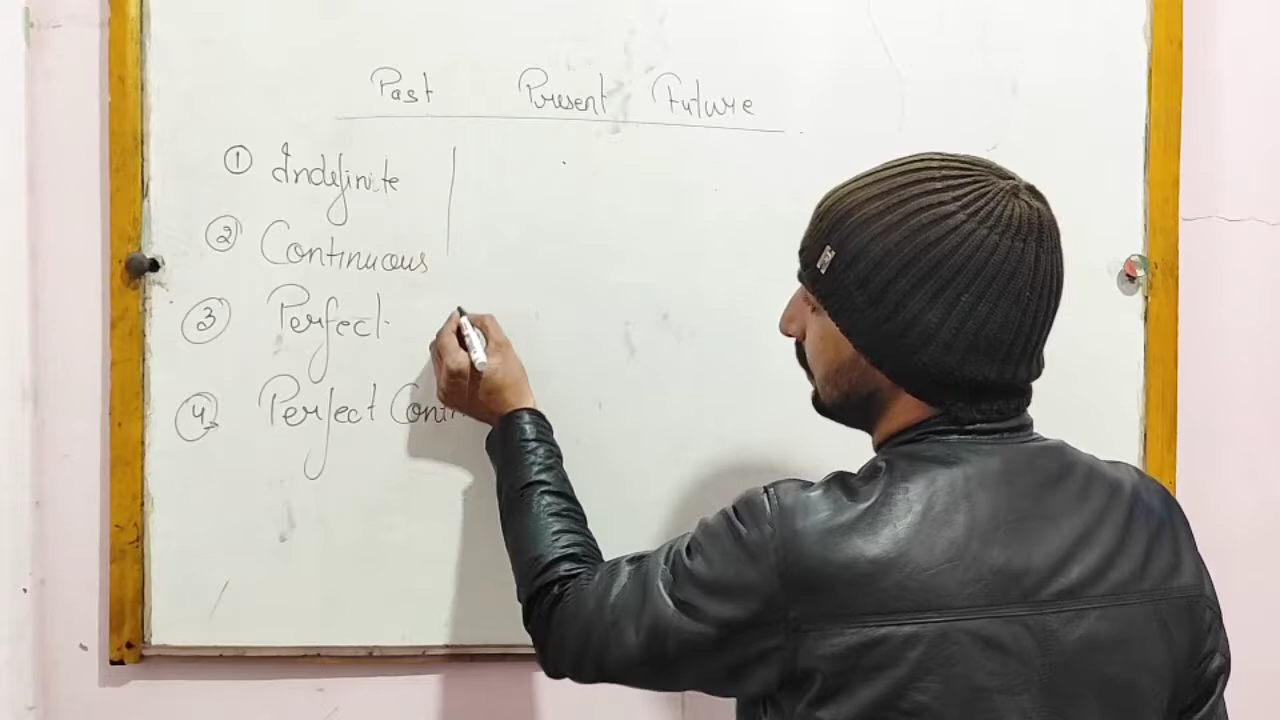 Past Present Future
① Indefinite
② Continuous
③ Perfect
④ Perfect